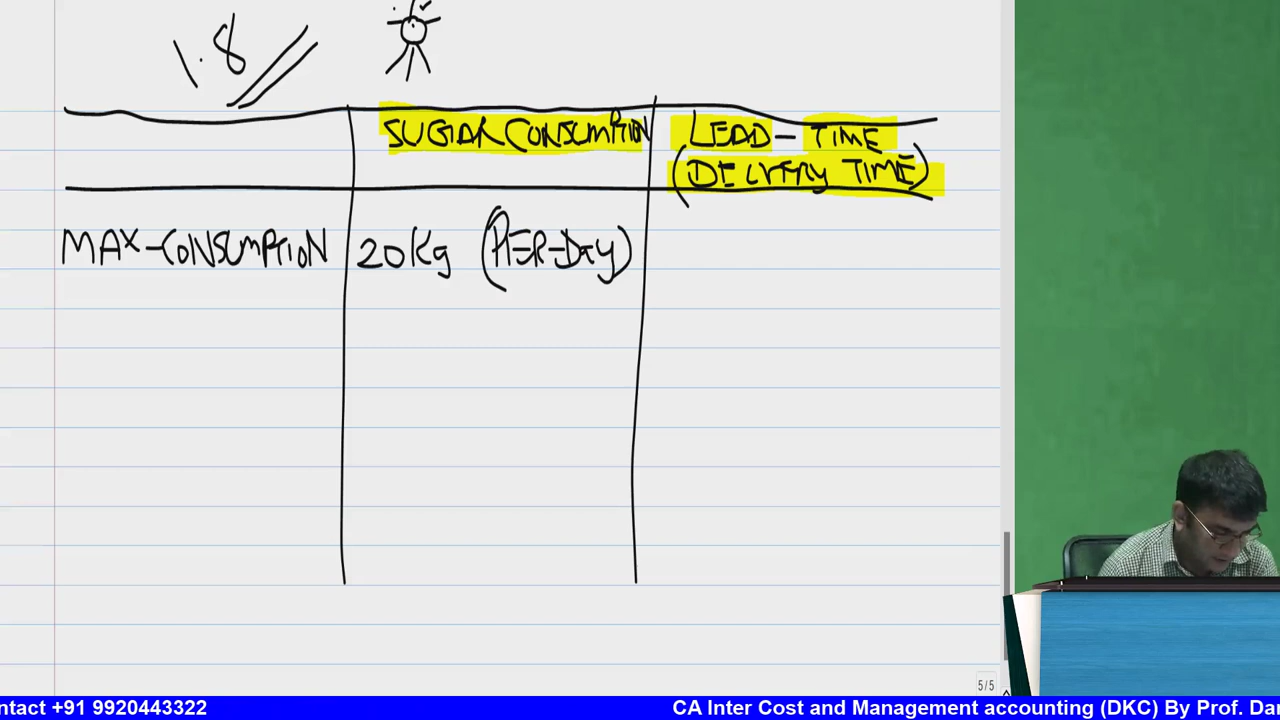 1.8
SUGAR CONSUMPTION
LEAD - TIME
(DELIVERY TIME)
MAX-CONSUMPTION
20Kg (PER-DAY)
5/5
ntact +91 9920443322
CA Inter Cost and Management accounting (DKC) By Prof. Da